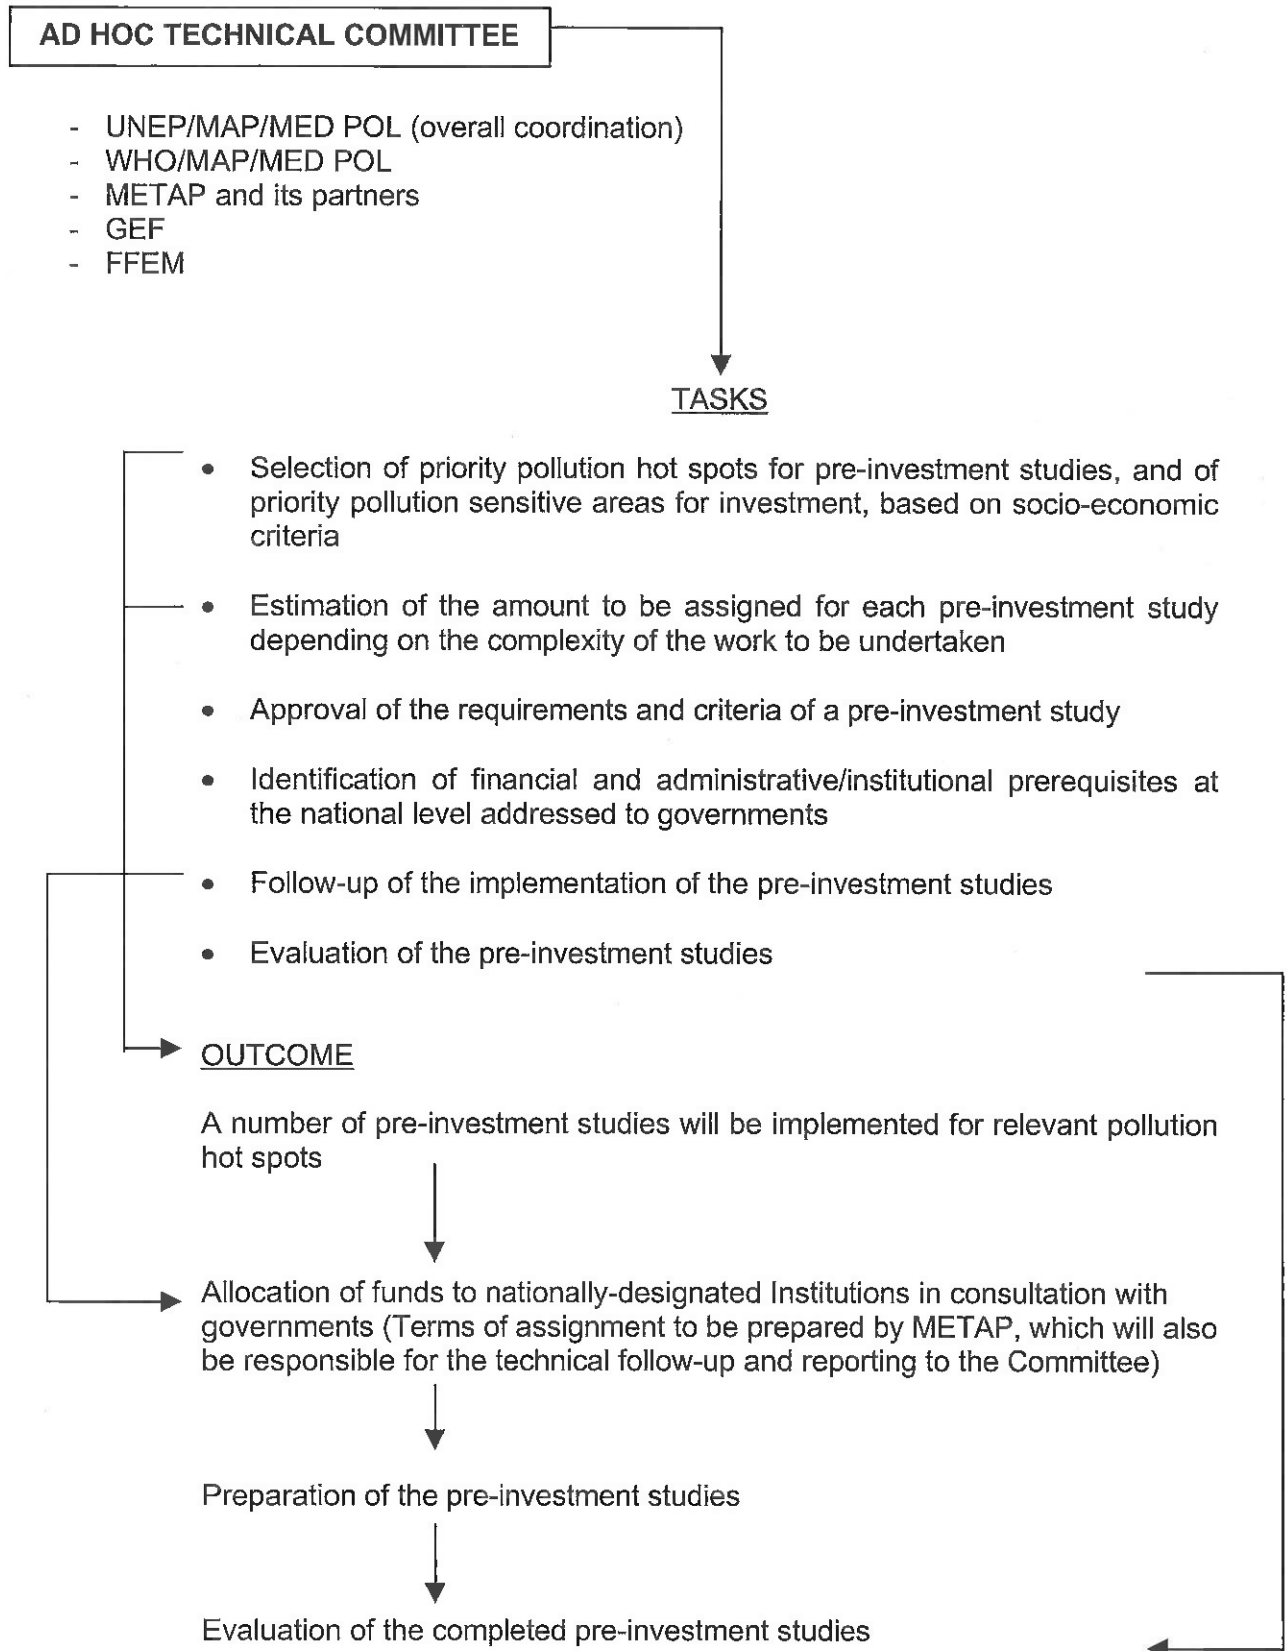 AD HOC TECHNICAL COMMITTEE
- UNEP/MAP/MED POL (overall coordination)
- WHO/MAP/MED POL
- METAP and its partners
- GEF
- FFEM
TASKS
• Selection of priority pollution hot spots for pre-investment studies, and of
priority pollution sensitive areas for investment, based on socio-economic
criteria
• Estimation of the amount to be assigned for each pre-investment study
depending on the complexity of the work to be undertaken
• Approval of the requirements and criteria of a pre-investment study
• Identification of financial and administrative/institutional prerequisites at
the national level addressed to governments
• Follow-up of the implementation of the pre-investment studies
• Evaluation of the pre-investment studies
OUTCOME
A number of pre-investment studies will be implemented for relevant pollution
hot spots
Allocation of funds to nationally-designated Institutions in consultation with
governments (Terms of assignment to be prepared by METAP, which will also
be responsible for the technical follow-up and reporting to the Committee)
Preparation of the pre-investment studies
Evaluation of the completed pre-investment studies